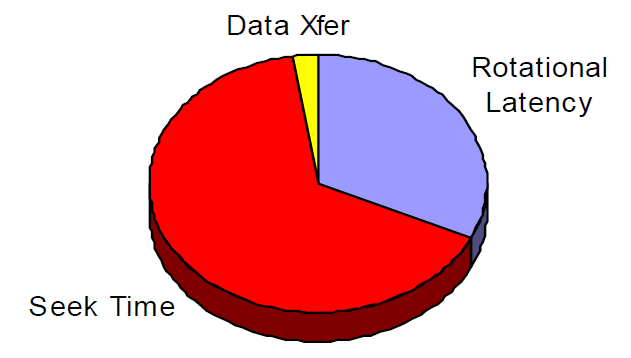 Data Xfer
Rotational
Latency
Seek Time